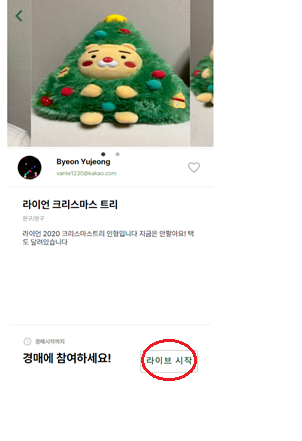 Byeon Yujeong
vante1230@kakao.com
라이언 크리스마스 트리
완구/문구
라이언 2020 크리스마스트리 인형입니다 지금은 안팔아요! 택
도 달려있습니다
경매시작까지
경매에 참여하세요!
라이브 시작